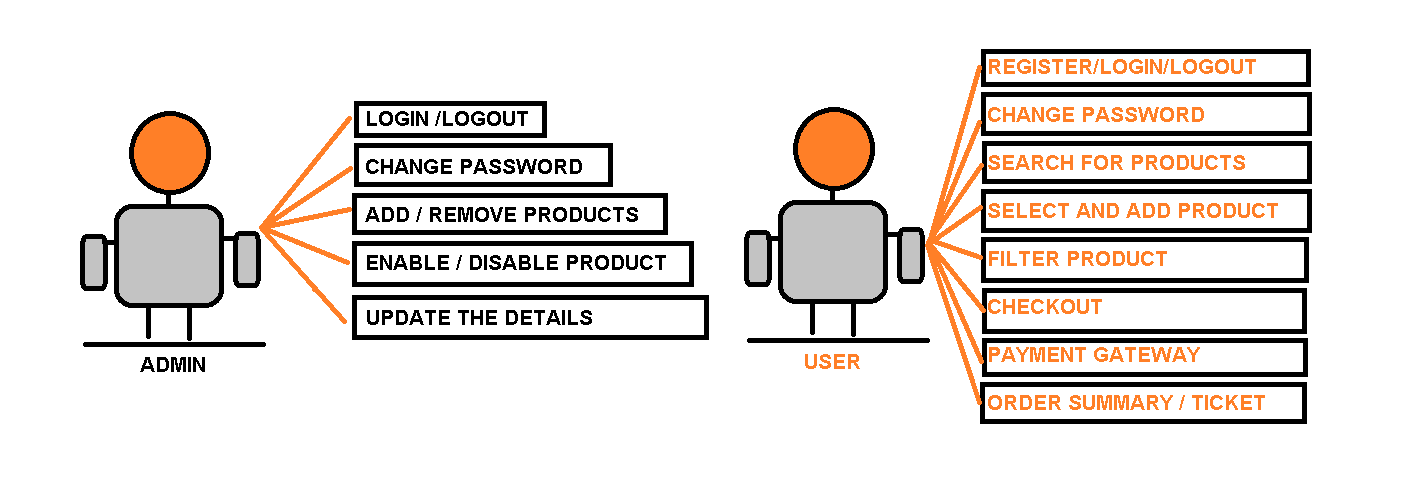 LOGIN /LOGOUT
CHANGE PASSWORD
ADD / REMOVE PRODUCTS
ENABLE / DISABLE PRODUCT
UPDATE THE DETAILS
ADMIN
REGISTER/LOGIN/LOGOUT
CHANGE PASSWORD
SEARCH FOR PRODUCTS
SELECT AND ADD PRODUCT
FILTER PRODUCT
CHECKOUT
PAYMENT GATEWAY
ORDER SUMMARY / TICKET
USER